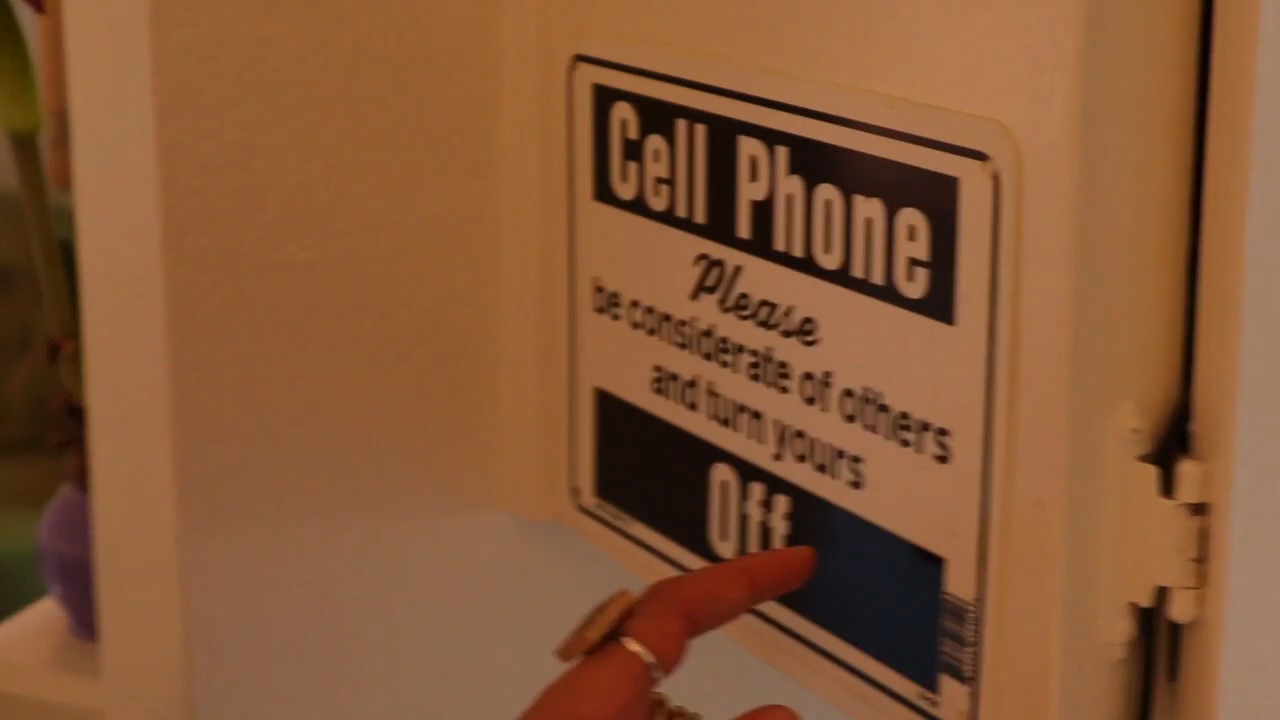 Cell Phone
Please
be considerate of others
and turn yours
Off